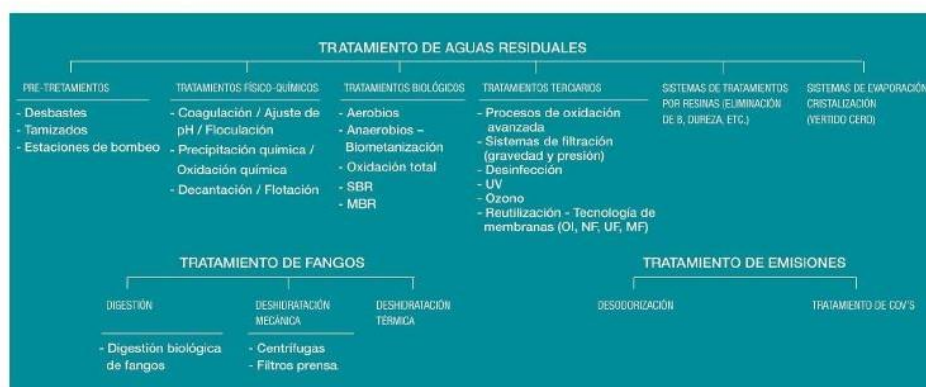 TRATAMIENTO DE AGUAS RESIDUALES
PRE-TRETAMIENTOS
- Desbastes
- Tamizados
- Estaciones de bombeo
TRATAMIENTOS FÍSICO-QUÍMICOS
- Coagulación / Ajuste de
pH / Floculación
- Precipitación química /
Oxidación química
- Decantación / Flotación
TRATAMIENTOS BIOLÓGICOS
- Aerobios
- Anaerobios –
Biometanización
- Oxidación total
- SBR
- MBR
TRATAMIENTOS TERCIARIOS
- Procesos de oxidación
avanzada
- Sistemas de filtración
(gravedad y presión)
- Desinfección
- UV
- Ozono
- Reutilización - Tecnología de
membranas (OI, NF, UF, MF)
SISTEMAS DE TRATAMIENTOS
POR RESINAS (ELIMINACIÓN
DE B, DUREZA, ETC.)
SISTEMAS DE EVAPORACIÓN
CRISTALIZACIÓN
(VERTIDO CERO)
TRATAMIENTO DE FANGOS
DIGESTIÓN
- Digestión biológica
de fangos
DESHIDRATACIÓN
MECÁNICA
- Centrífugas
- Filtros prensa
DESHIDRATACIÓN
TÉRMICA
TRATAMIENTO DE EMISIONES
DESODORIZACIÓN
TRATAMIENTO DE COV'S